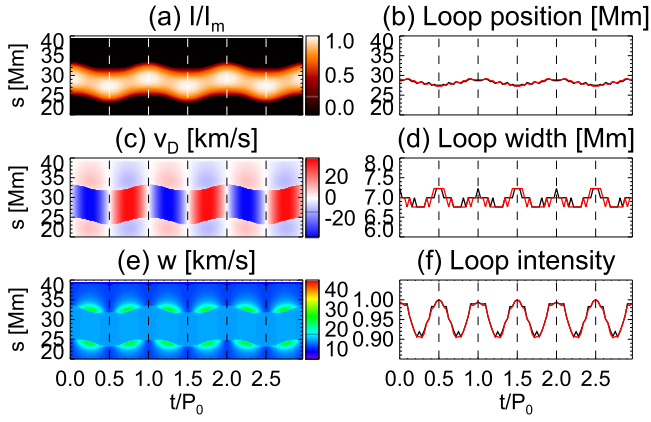 (a) I/Iₘ
(b) Loop position [Mm]
s [Mm]
40
35
30
25
20
1.0
0.5
0.0
40
35
30
25
20
(c) v_D [km/s]
(d) Loop width [Mm]
s [Mm]
40
35
30
25
20
20
0
-20
8.0
7.5
7.0
6.5
6.0
(e) w [km/s]
(f) Loop intensity
s [Mm]
40
35
30
25
20
40
30
20
10
1.00
0.95
0.90
0.0 0.5 1.0 1.5 2.0 2.5
0.0 0.5 1.0 1.5 2.0 2.5
t/P₀
t/P₀